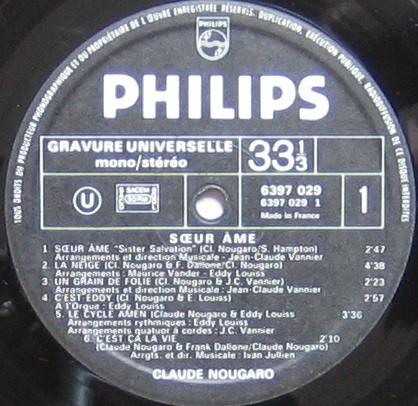 TOUS DROITS DU PRODUCTEUR PHONOGRAPHIQUE ET DU PROPRIÉTAIRE DE L'ŒUVRE ENREGISTRÉE RÉSERVÉS. DUPLICATION, EXÉCUTION PUBLIQUE, RADIODIFFUSION DE CE DISQUE INTERDITES
PHILIPS
PHILIPS
GRAVURE UNIVERSELLE
mono/stéréo
33 1/3
U
SACEM
6397 029
6397 029 1
Made in France
1
SŒUR ÂME
1. SŒUR ÂME "Sister Salvation" (Cl. Nougaro/S. Hampton) 2'47
Arrangements et direction Musicale: Jean-Claude Vannier
2. LA NEIGE (Cl. Nougaro & F. Dallone/Cl. Nougaro) 4'38
Arrangements: Maurice Vander - Eddy Louiss
3. UN GRAIN DE FOLIE (Cl. Nougaro & J.C. Vannier) 2'23
Arrangements et direction Musicale: Jean-Claude Vannier
4. C'EST EDDY (Cl. Nougaro & E. Louiss) 2'57
A l'Orgue: Eddy Louiss
5. LE CYCLE AMEN (Claude Nougaro & Eddy Louiss) 3'36
Arrangements rythmiques: Eddy Louiss
Arrangements quatuor à cordes: J.C. Vannier
6. C'EST ÇA LA VIE 2'10
(Claude Nougaro & Frank Dallone/Claude Nougaro)
Arrgts. et dir. Musicale: Ivan Jullien
CLAUDE NOUGARO